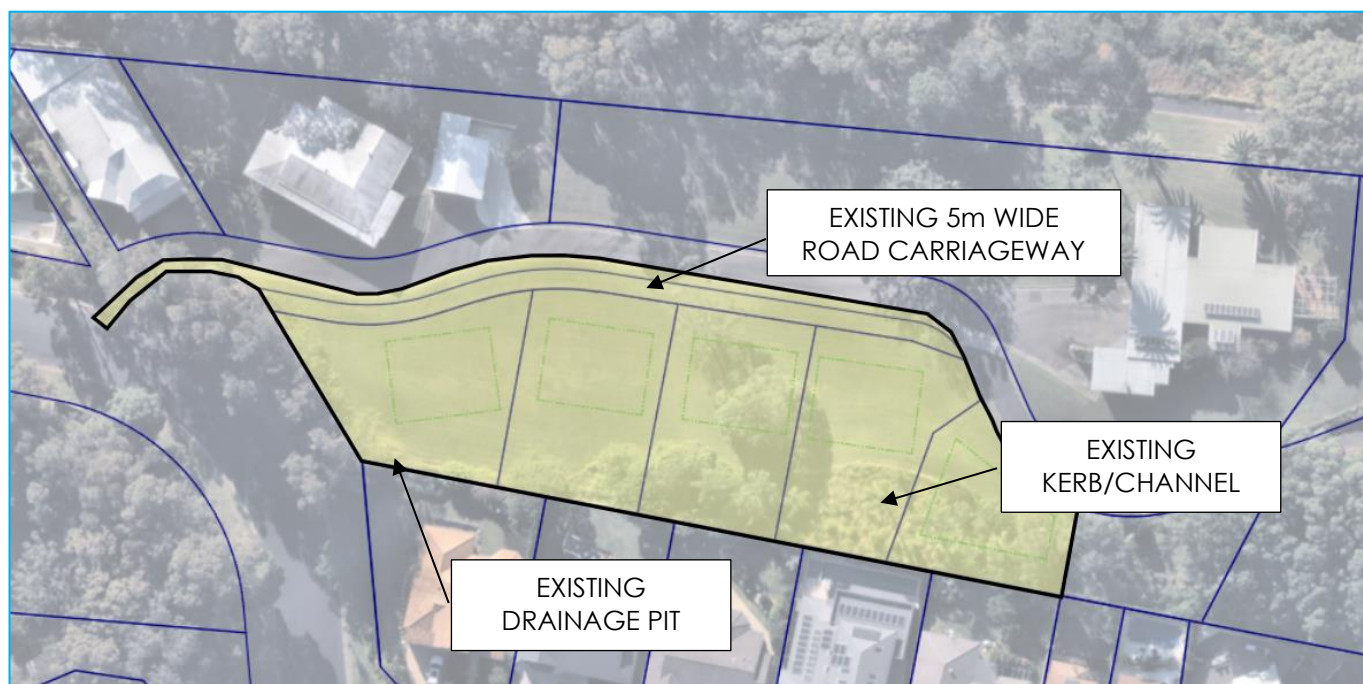 EXISTING 5m WIDE
ROAD CARRIAGEWAY
EXISTING
KERB/CHANNEL
EXISTING
DRAINAGE PIT